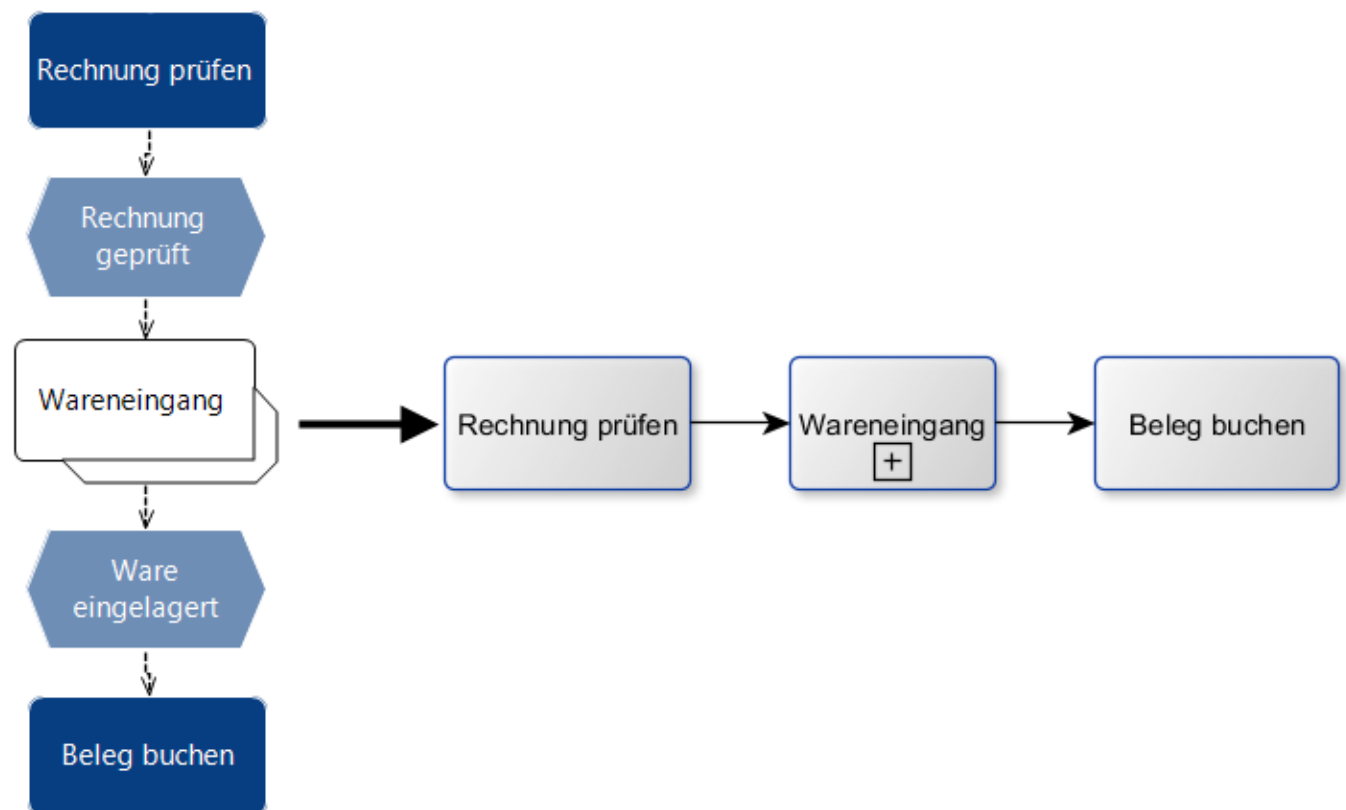 Rechnung prüfen
Rechnung
geprüft
Wareneingang
Ware
eingelagert
Beleg buchen
Rechnung prüfen
Wareneingang
Beleg buchen